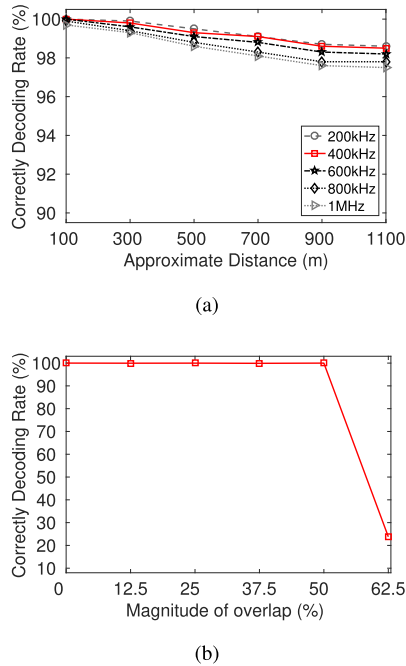 Correctly Decoding Rate (%)
100
98
96
94
92
90
200kHz
400kHz
600kHz
800kHz
1MHz
100 300 500 700 900 1100
Approximate Distance (m)
(a)
Correctly Decoding Rate (%)
100
90
80
70
60
50
40
30
20
10
0 12.5 25 37.5 50 62.5
Magnitude of overlap (%)
(b)